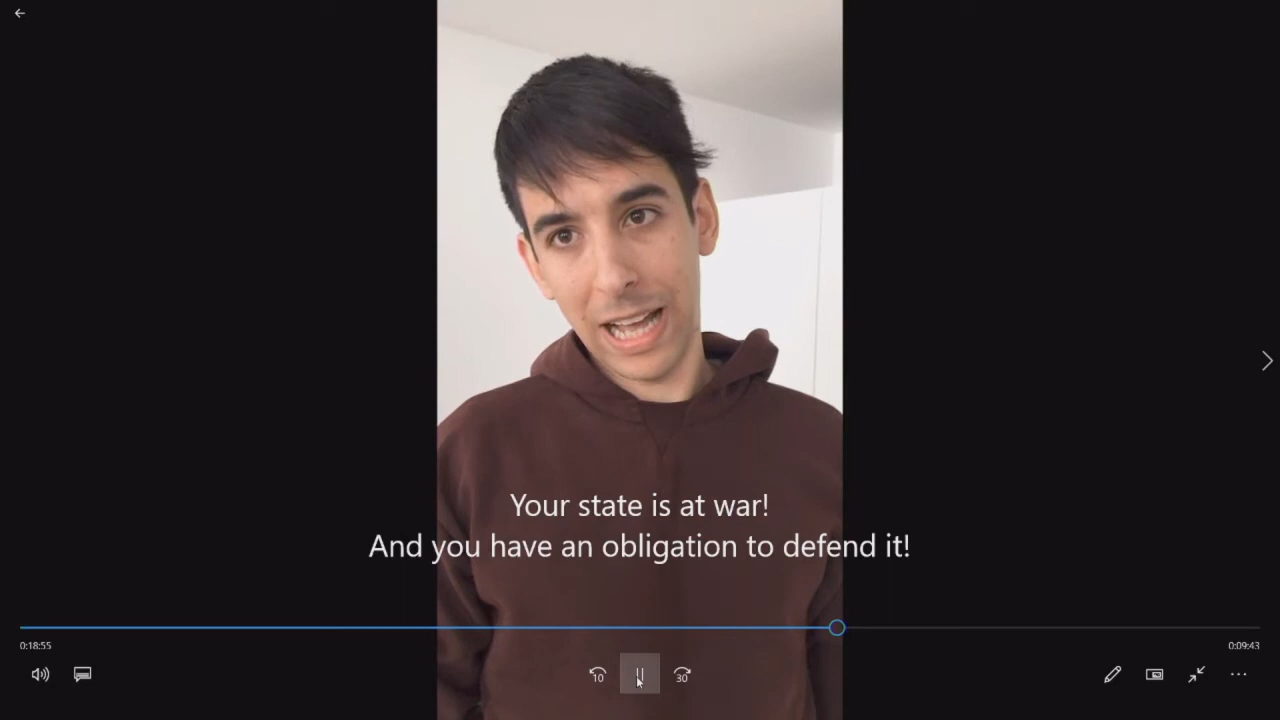 Your state is at war!
And you have an obligation to defend it!
0:18:55
0:09:43
10
30